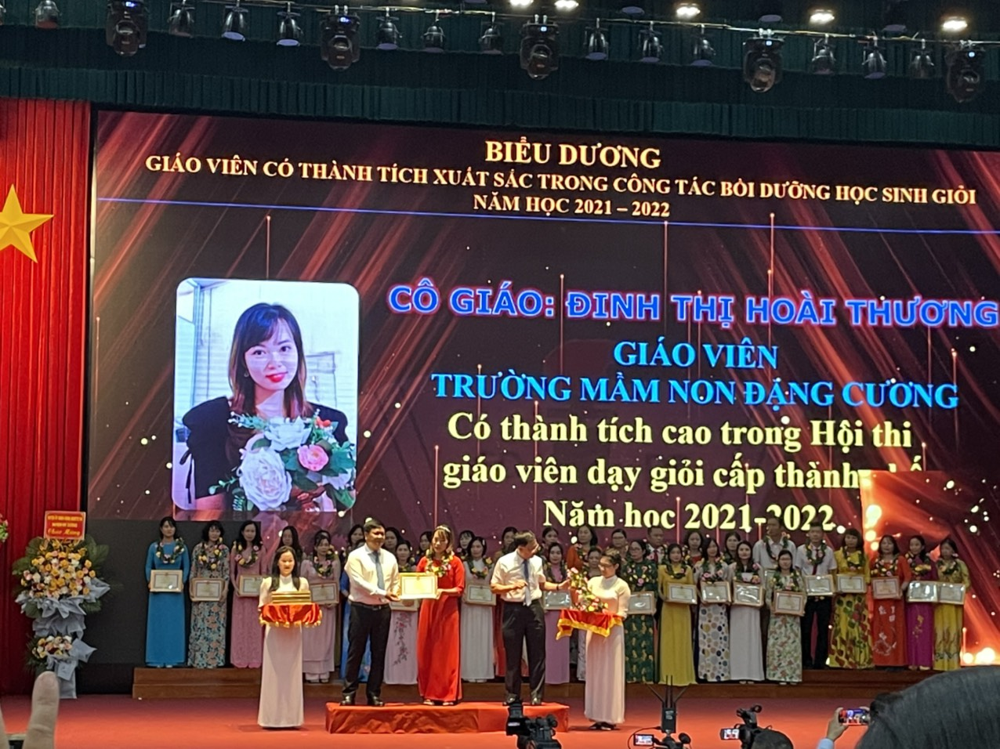 BIỂU DƯƠNG
GIÁO VIÊN CÓ THÀNH TÍCH XUẤT SẮC TRONG CÔNG TÁC BỒI DƯỠNG HỌC SINH GIỎI
NĂM HỌC 2021 – 2022
CÔ GIÁO: ĐINH THỊ HOÀI THƯƠNG
GIÁO VIÊN
TRƯỜNG MẦM NON ĐẶNG CƯƠNG
Có thành tích cao trong Hội thi
giáo viên dạy giỏi cấp thành
Năm học 2021-2022